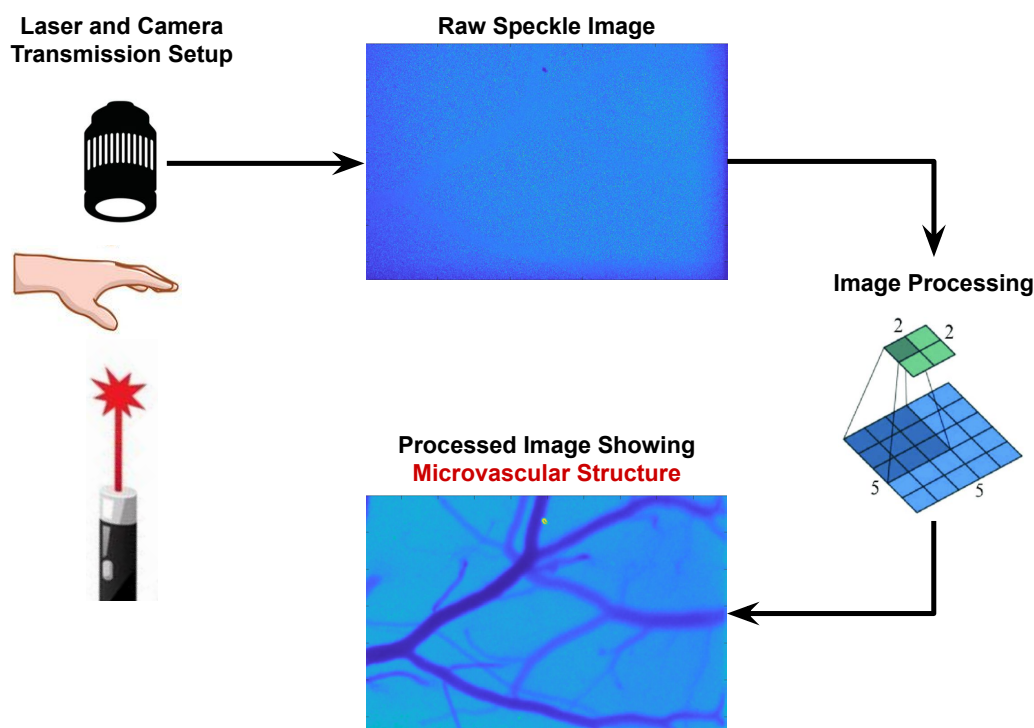 Laser and Camera
Transmission Setup
Raw Speckle Image
Image Processing
2
2
5
5
Processed Image Showing
Microvascular Structure